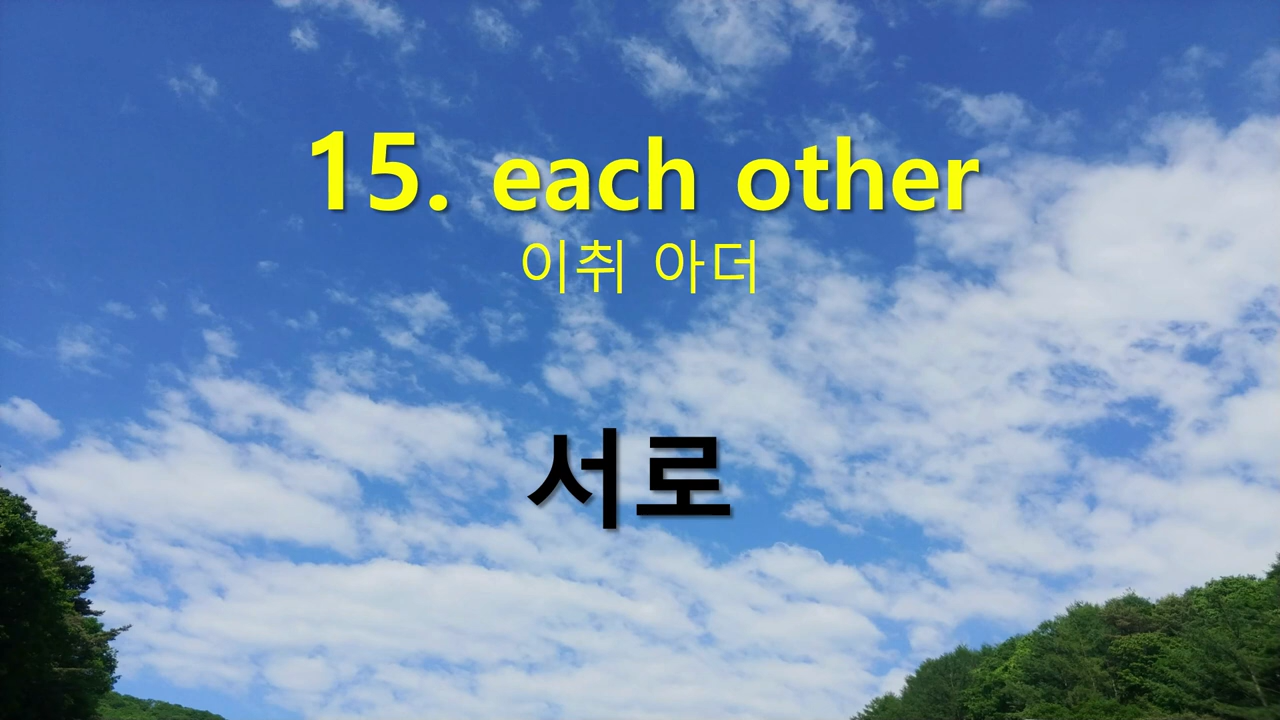 15. each other
이취 아더
서로